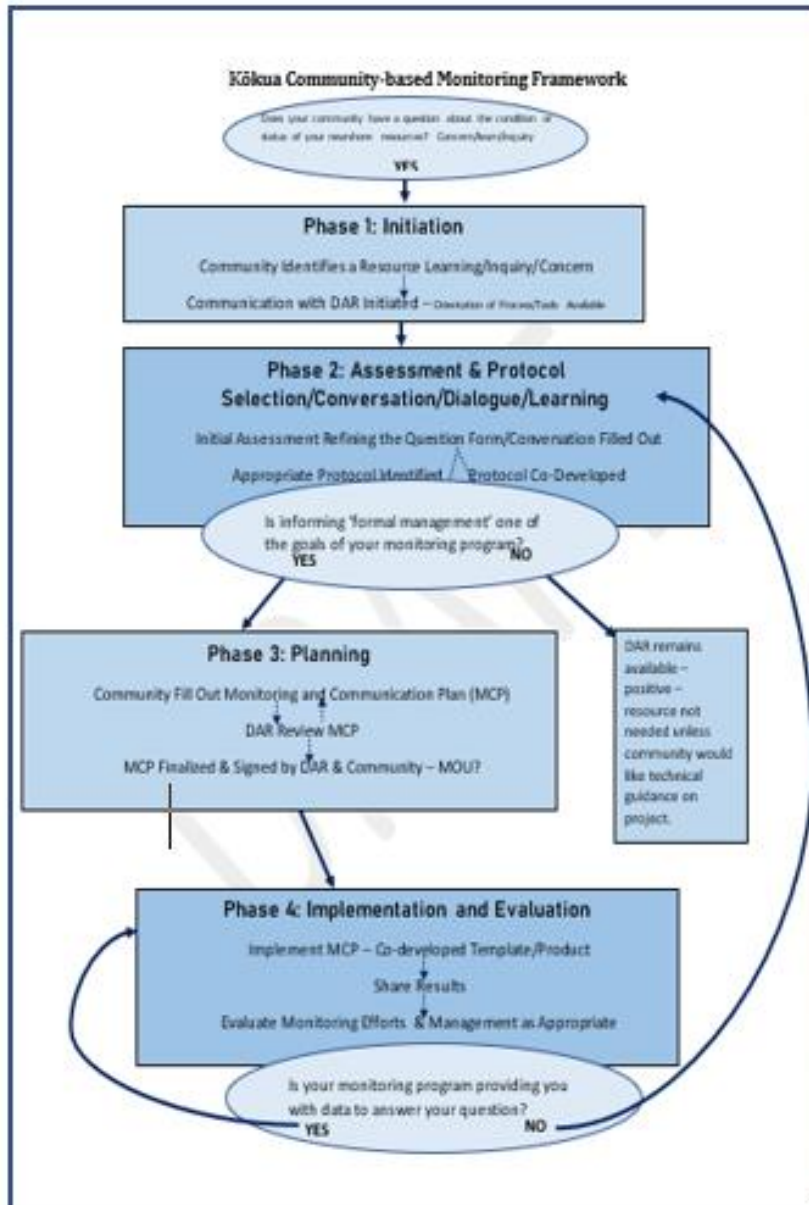 Kōkua Community-based Monitoring Framework
Does your community have a question about the condition or
status of your nearshore resources? Concern/learn/inquiry
YES
Phase 1: Initiation
Community Identifies a Resource Learning/Inquiry/Concern
Communication with DAR Initiated – Orientation of Process/Tools Available
Phase 2: Assessment & Protocol
Selection/Conversation/Dialogue/Learning
Initial Assessment Refining the Question Form/Conversation Filled Out
Appropriate Protocol Identified Protocol Co-Developed
Is informing ‘formal management’ one of
the goals of your monitoring program?
YES NO
Phase 3: Planning
Community Fill Out Monitoring and Communication Plan (MCP)
DAR Review MCP
MCP Finalized & Signed by DAR & Community – MOU?
DAR remains
available –
positive –
resource not
needed unless
community would
like technical
guidance on
project.
Phase 4: Implementation and Evaluation
Implement MCP – Co-developed Template/Product
Share Results
Evaluate Monitoring Efforts & Management as Appropriate
Is your monitoring program providing you
with data to answer your question?
YES NO
DRAFT